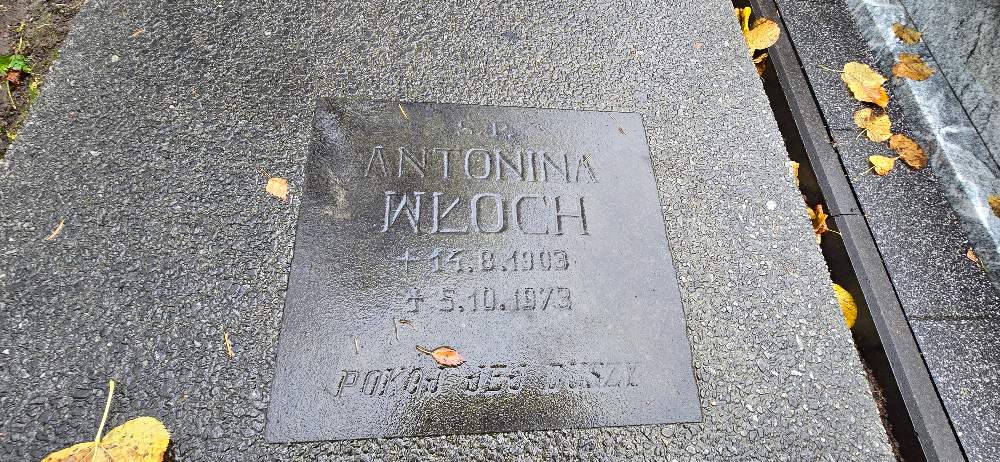 Ś.P.
ANTONINA
WŁOCH
14.8.1903
5.10.1973
POKÓJ JEJ DUSZY